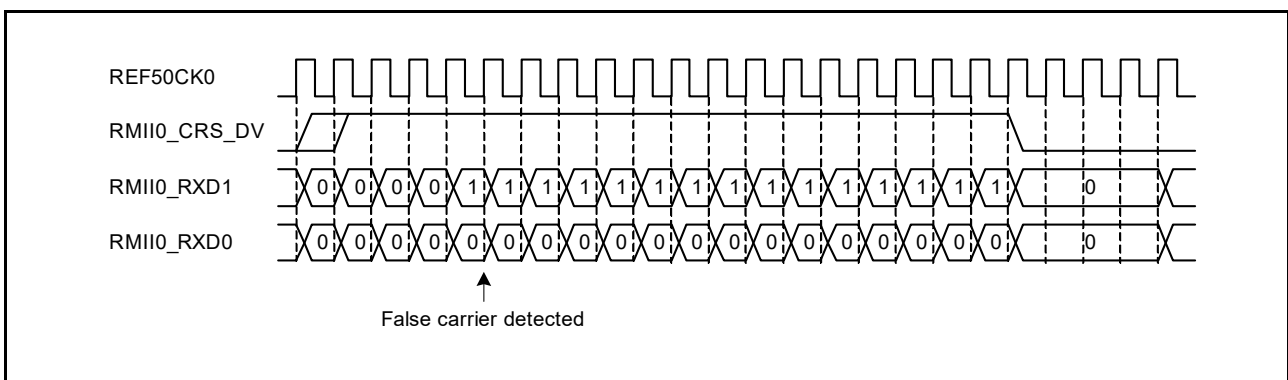 REF50CK0
RMII0_CRS_DV
RMII0_RXD1 0 0 0 0 1 1 1 1 1 1 1 1 1 1 1 1 1 1 1 0
RMII0_RXD0 0 0 0 0 0 0 0 0 0 0 0 0 0 0 0 0 0 0 0 0
False carrier detected